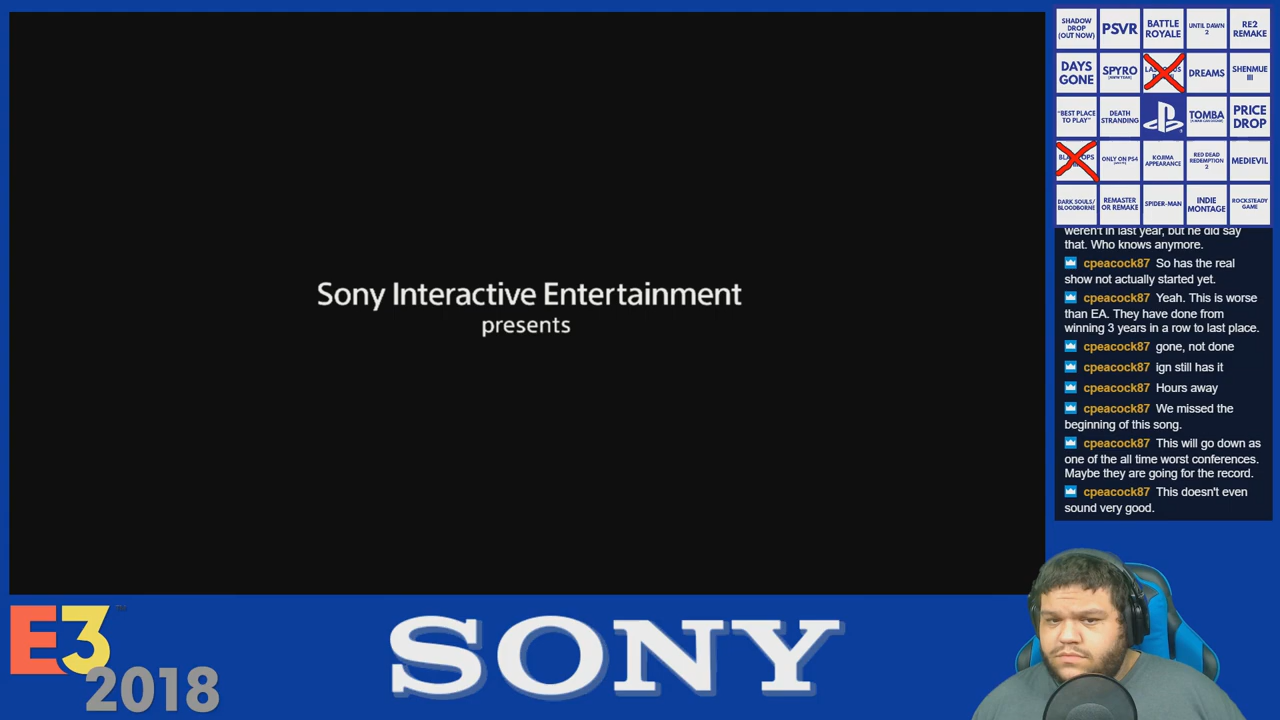 Sony Interactive Entertainment
presents
SHADOW
DROP
(OUT NOW)
PSVR
BATTLE
ROYALE
UNTIL DAWN
2
RE2
REMAKE
DAYS
GONE
SPYRO
DREAMS
SHENMUE
III
"BEST PLACE
TO PLAY"
DEATH
STRANDING
TOMBA
PRICE
DROP
ONLY ON PS4
KOJIMA
APPEARANCE
RED DEAD
REDEMPTION
2
MEDIEVIL
DARK SOULS/
BLOODBORNE
REMASTER
OR REMAKE
SPIDER-MAN
INDIE
MONTAGE
ROCKSTEADY
GAME
weren't in last year, but he did say
that. Who knows anymore.
cpeacock87 So has the real
show not actually started yet.
cpeacock87 Yeah. This is worse
than EA. They have done from
winning 3 years in a row to last place.
cpeacock87 gone, not done
cpeacock87 ign still has it
cpeacock87 Hours away
cpeacock87 We missed the
beginning of this song.
cpeacock87 This will go down as
one of the all time worst conferences.
Maybe they are going for the record.
cpeacock87 This doesn't even
sound very good.
E3
2018
SONY